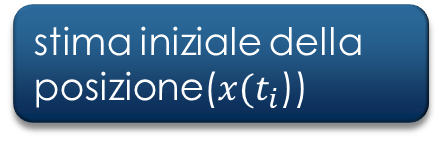 stima iniziale della
posizione(𝑥(𝑡ᵢ))